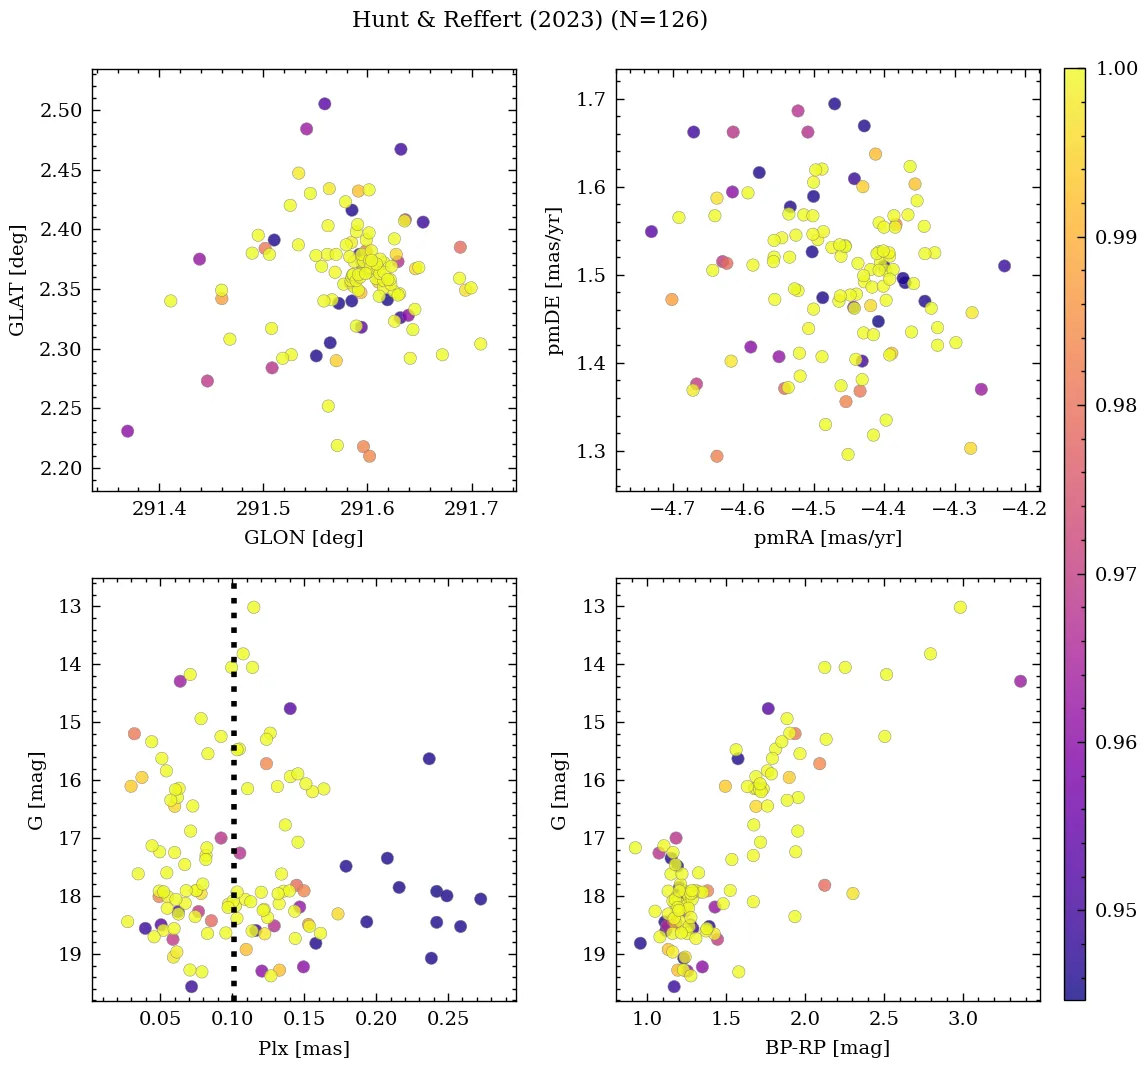 Hunt & Reffert (2023) (N=126)
2.50
2.45
2.40
2.35
2.30
2.25
2.20
GLAT [deg]
291.4 291.5 291.6 291.7
GLON [deg]
1.7
1.6
1.5
1.4
1.3
pmDE [mas/yr]
−4.7 −4.6 −4.5 −4.4 −4.3 −4.2
pmRA [mas/yr]
13
14
15
16
17
18
19
G [mag]
0.05 0.10 0.15 0.20 0.25
Plx [mas]
13
14
15
16
17
18
19
G [mag]
1.0 1.5 2.0 2.5 3.0
BP-RP [mag]
1.00
0.99
0.98
0.97
0.96
0.95